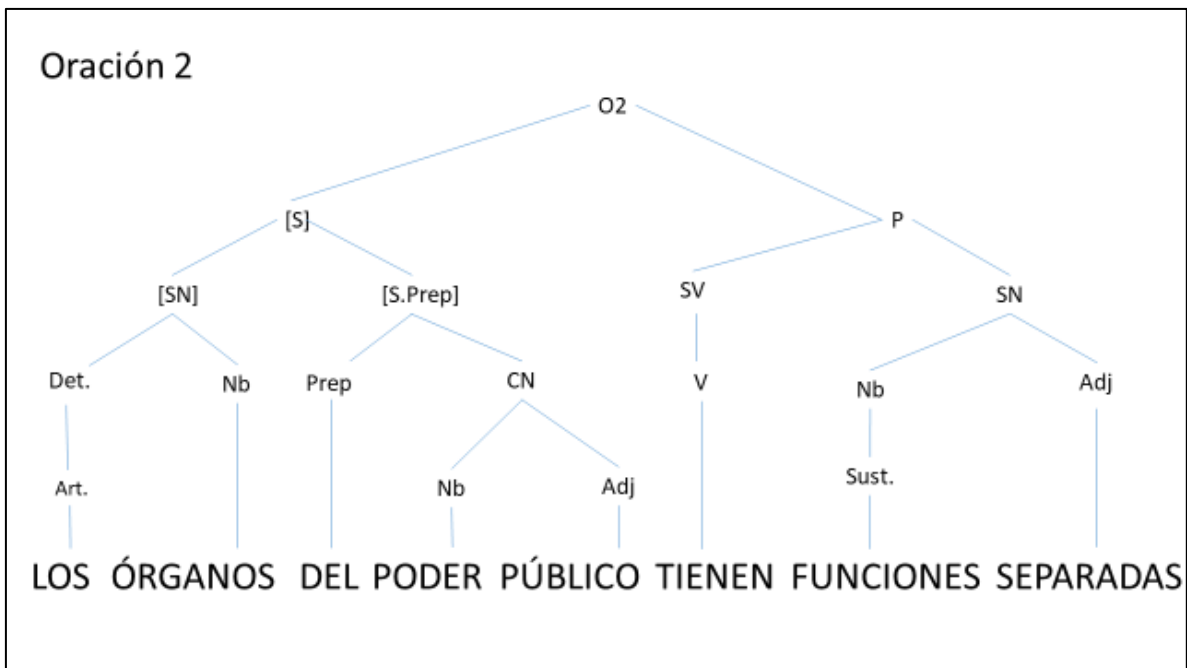 Oración 2
O2
[S] P
[SN] [S.Prep] SV SN
Det. Nb Prep CN V Nb Adj
Art. Nb Adj Sust.
LOS ÓRGANOS DEL PODER PÚBLICO TIENEN FUNCIONES SEPARADAS